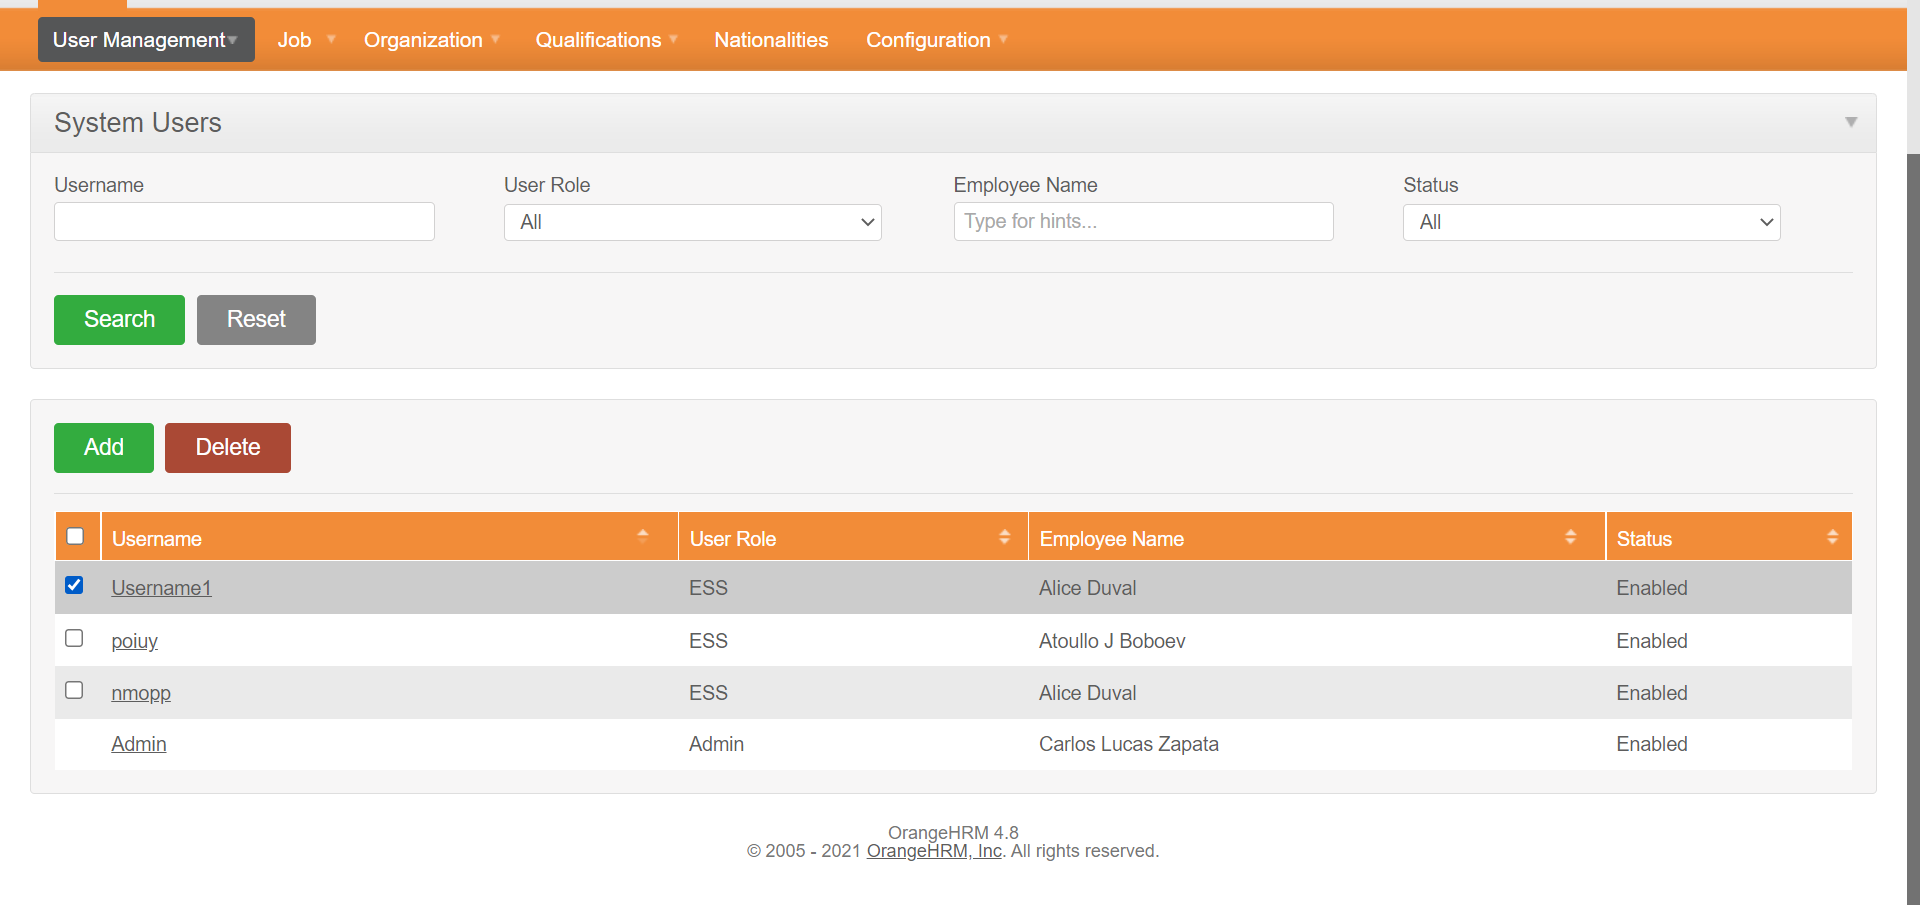 User Management Job Organization Qualifications Nationalities Configuration
System Users
Username User Role Employee Name Status
All Type for hints... All
Search Reset
Add Delete
Username User Role Employee Name Status
Username1 ESS Alice Duval Enabled
poiuy ESS Atoullo J Boboev Enabled
nmopp ESS Alice Duval Enabled
Admin Admin Carlos Lucas Zapata Enabled
OrangeHRM 4.8
© 2005 - 2021 OrangeHRM, Inc. All rights reserved.